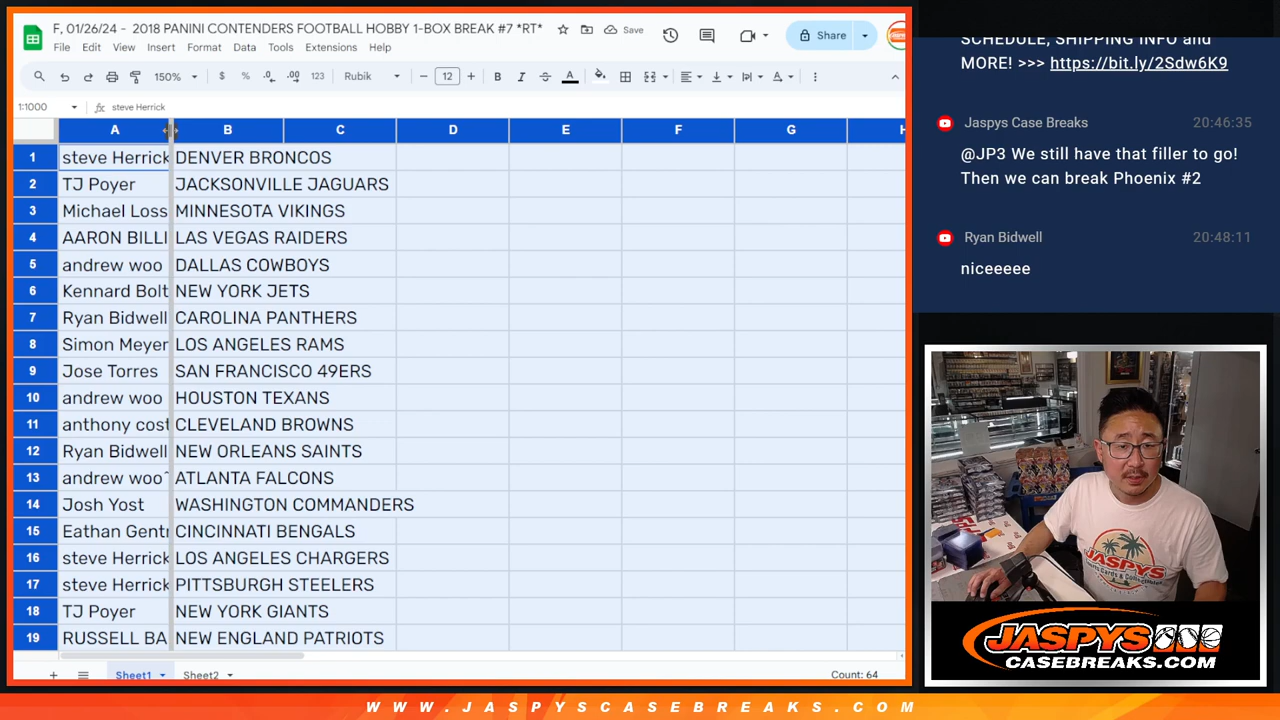 F, 01/26/24 - 2018 PANINI CONTENDERS FOOTBALL HOBBY 1-BOX BREAK #7 *RT*
Save
Share
File Edit View Insert Format Data Tools Extensions Help
150% $ % .0 .00 123 Rubik 12
1:1000 fx steve Herrick
A B C D E F G H
1 steve Herrick DENVER BRONCOS
2 TJ Poyer JACKSONVILLE JAGUARS
3 Michael Loss MINNESOTA VIKINGS
4 AARON BILLI LAS VEGAS RAIDERS
5 andrew woo DALLAS COWBOYS
6 Kennard Bolt NEW YORK JETS
7 Ryan Bidwell CAROLINA PANTHERS
8 Simon Meyer LOS ANGELES RAMS
9 Jose Torres SAN FRANCISCO 49ERS
10 andrew woo HOUSTON TEXANS
11 anthony cost CLEVELAND BROWNS
12 Ryan Bidwell NEW ORLEANS SAINTS
13 andrew woo ATLANTA FALCONS
14 Josh Yost WASHINGTON COMMANDERS
15 Eathan Gent CINCINNATI BENGALS
16 steve Herrick LOS ANGELES CHARGERS
17 steve Herrick PITTSBURGH STEELERS
18 TJ Poyer NEW YORK GIANTS
19 RUSSELL BA NEW ENGLAND PATRIOTS
Sheet1 Sheet2 Count: 64
SCHEDULE, SHIPPING INFO and
MORE! >>> https://bit.ly/2Sdw6K9
Jaspys Case Breaks 20:46:35
@JP3 We still have that filler to go!
Then we can break Phoenix #2
Ryan Bidwell 20:48:11
niceeeee
JASPYS
JASPYS
CASEBREAKS.COM
WWW.JASPYSCASEBREAKS.COM